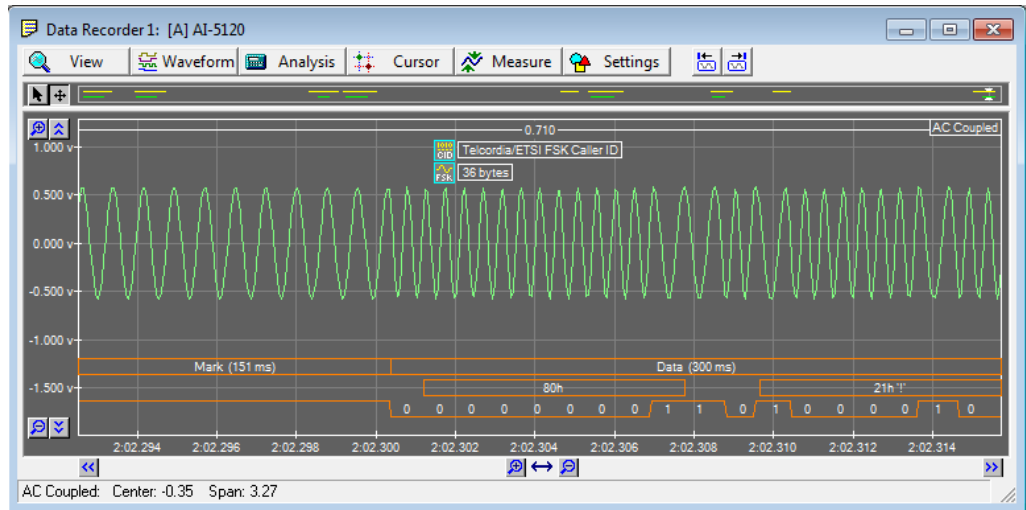 Data Recorder 1: [A] AI-5120
View Waveform Analysis Cursor Measure Settings
0.710
AC Coupled
1010 CID Telcordia/ETSI FSK Caller ID
FSK 36 bytes
1.000 v
0.500 v
0.000 v
-0.500 v
-1.000 v
Mark (151 ms) Data (300 ms)
-1.500 v 80h 21h '!'
0 0 0 0 0 0 0 0 1 1 0 1 0 0 0 0 1 0
2:02.294 2:02.296 2:02.298 2:02.300 2:02.302 2:02.304 2:02.306 2:02.308 2:02.310 2:02.312 2:02.314
AC Coupled: Center: -0.35 Span: 3.27